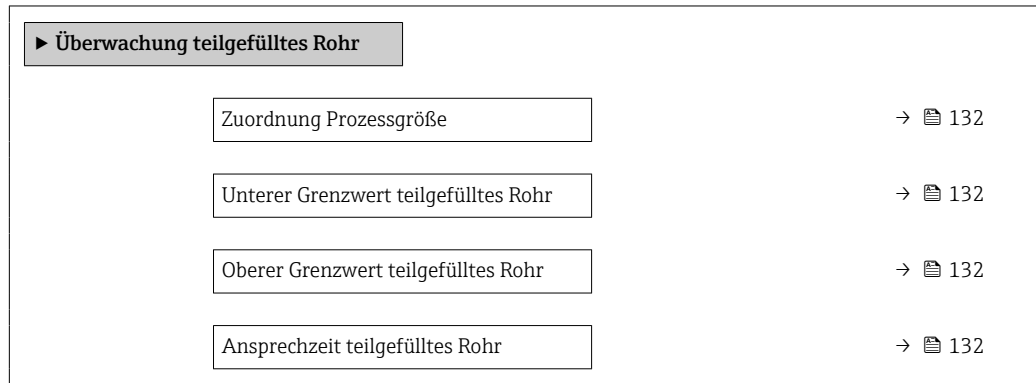 ▶ Überwachung teilgefülltes Rohr
Zuordnung Prozessgröße → 132
Unterer Grenzwert teilgefülltes Rohr → 132
Oberer Grenzwert teilgefülltes Rohr → 132
Ansprechzeit teilgefülltes Rohr → 132